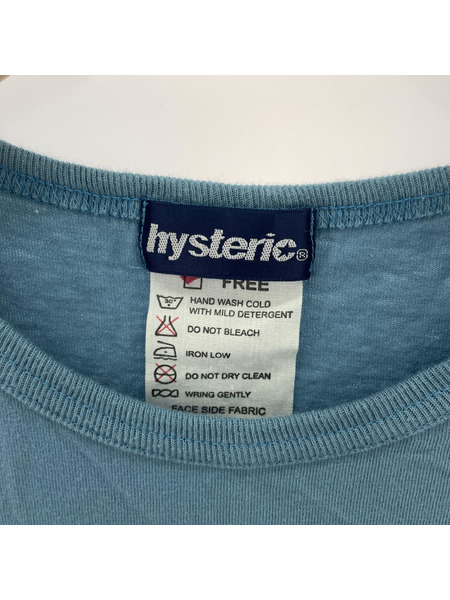 hysteric®
FREE
30
HAND WASH COLD
WITH MILD DETERGENT
DO NOT BLEACH
IRON LOW
DO NOT DRY CLEAN
WRING GENTLY
FACE SIDE FABRIC